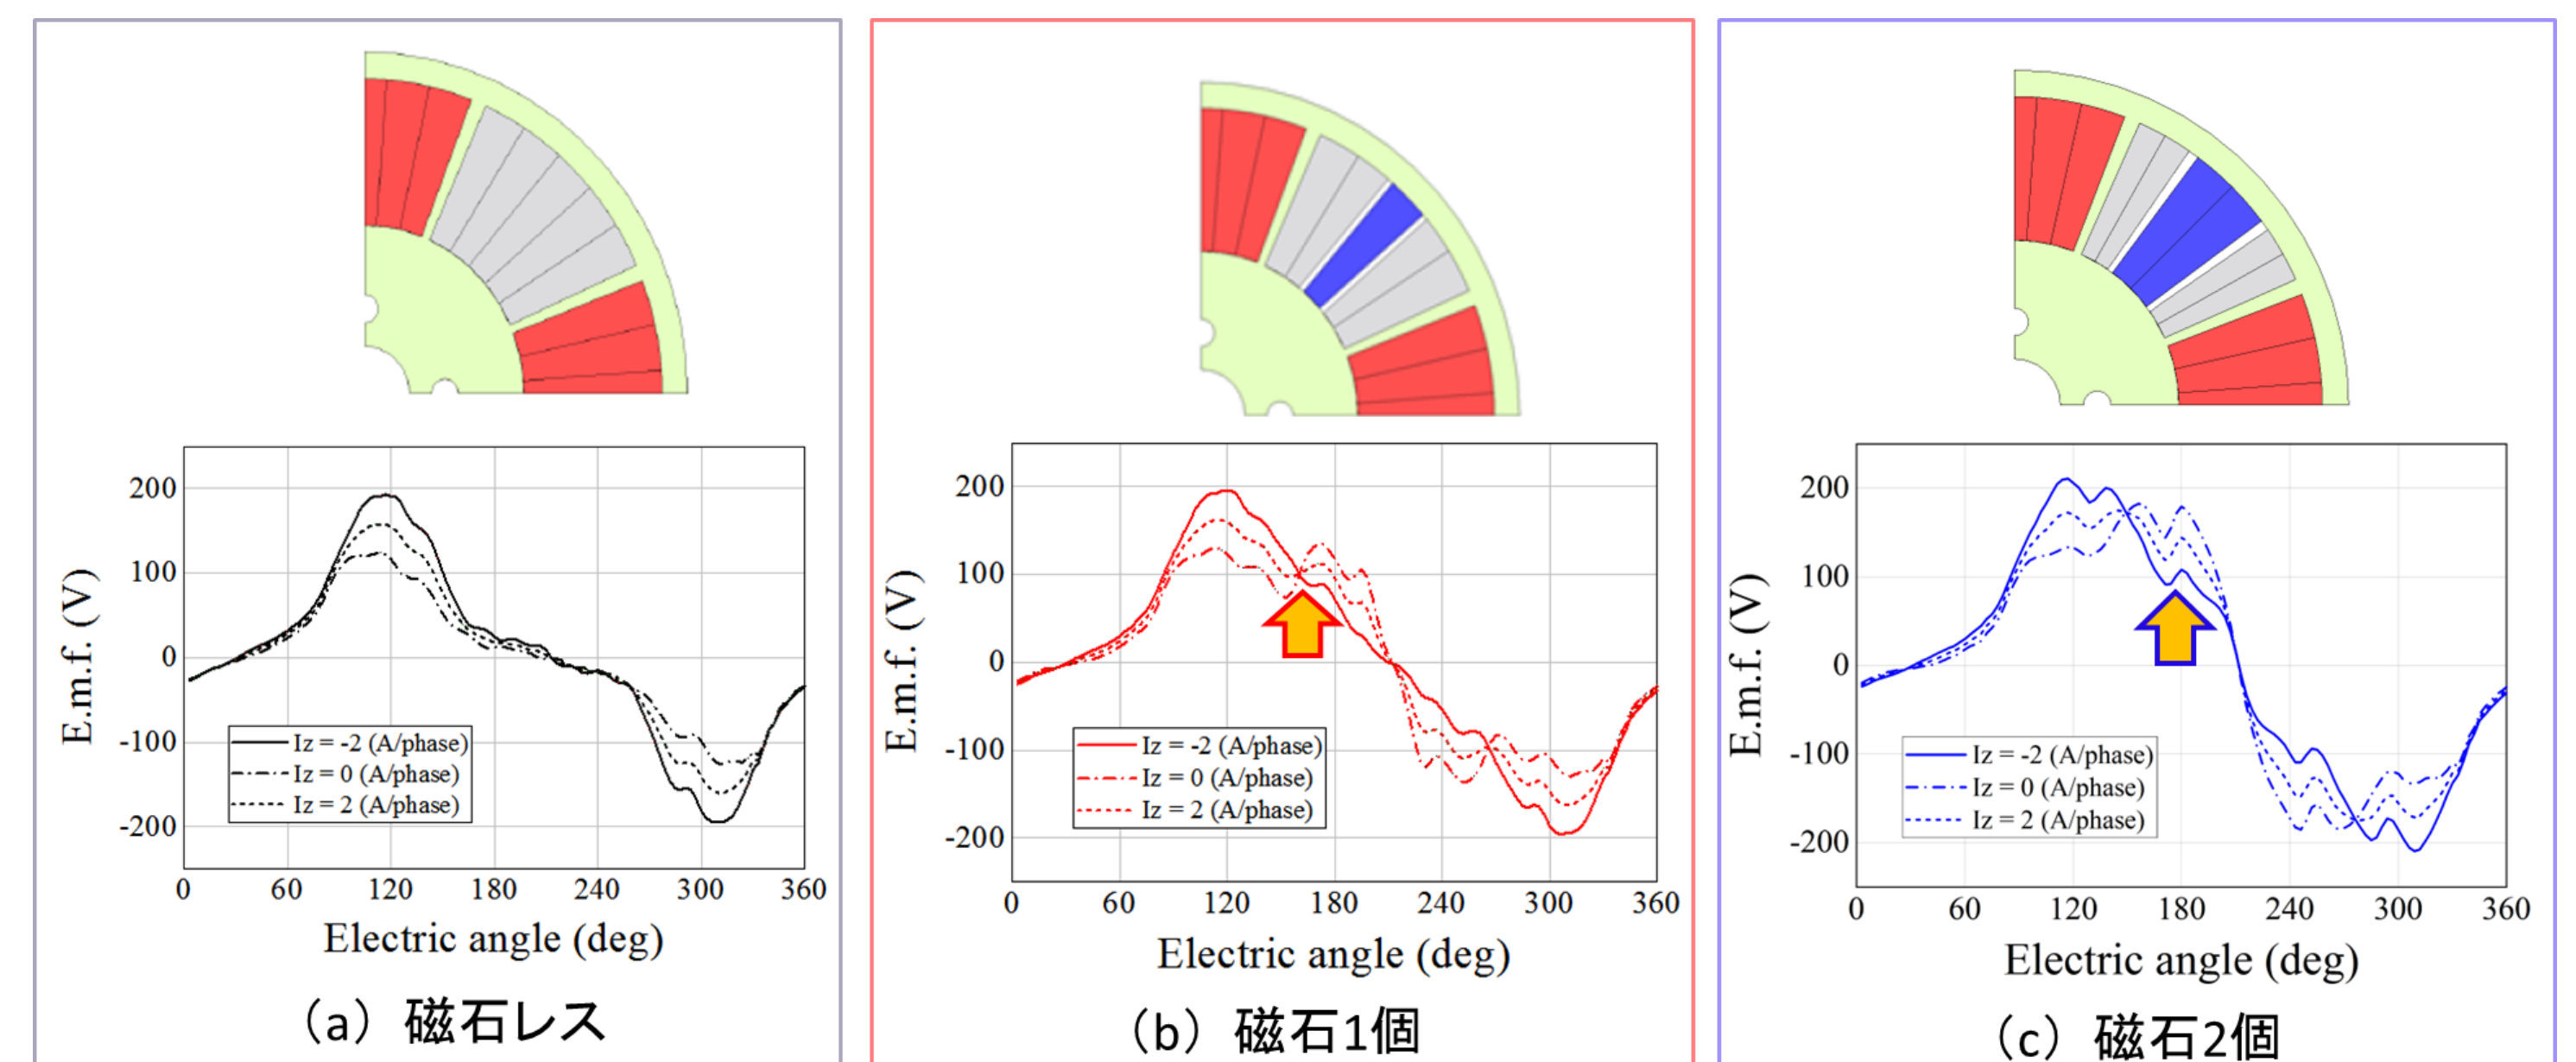 E.m.f. (V)
200
100
0
-100
-200
Iz = -2 (A/phase)
Iz = 0 (A/phase)
Iz = 2 (A/phase)
0 60 120 180 240 300 360
Electric angle (deg)
（a）磁石レス
E.m.f. (V)
200
100
0
-100
-200
Iz = -2 (A/phase)
Iz = 0 (A/phase)
Iz = 2 (A/phase)
0 60 120 180 240 300 360
Electric angle (deg)
（b）磁石1個
E.m.f. (V)
200
100
0
-100
-200
Iz = -2 (A/phase)
Iz = 0 (A/phase)
Iz = 2 (A/phase)
0 60 120 180 240 300 360
Electric angle (deg)
（c）磁石2個